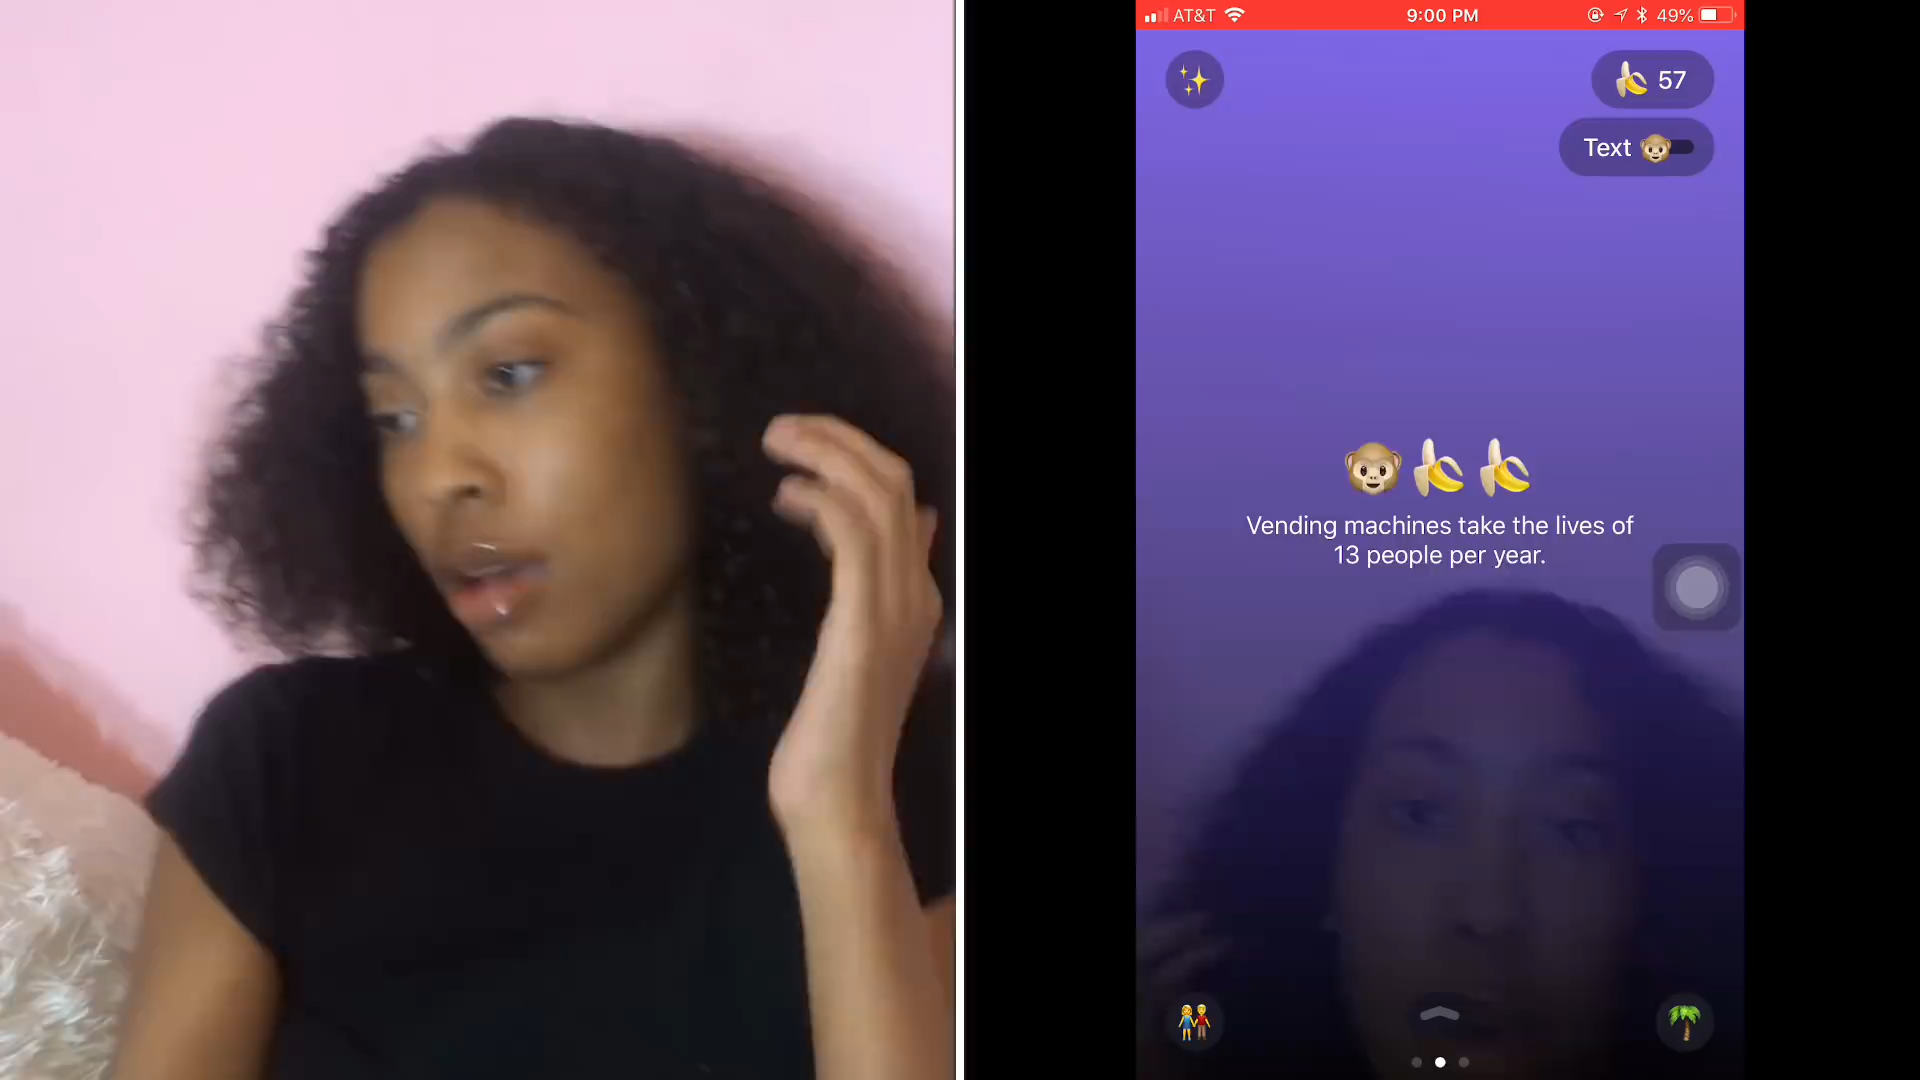 AT&T
9:00 PM
49%
57
Text
Vending machines take the lives of
13 people per year.